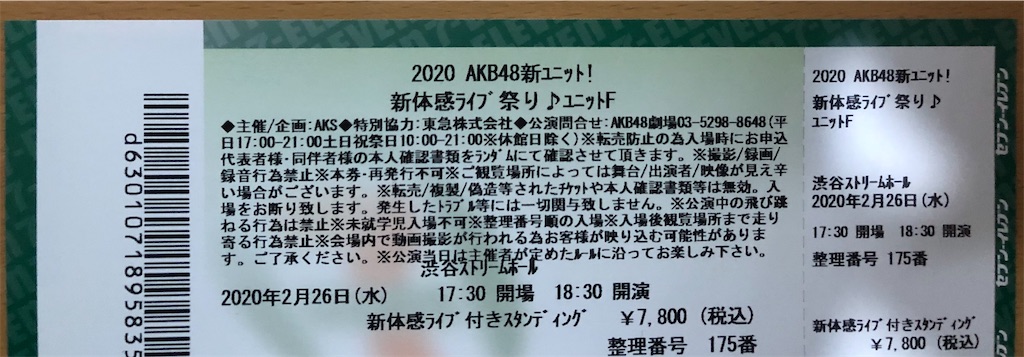 2020 AKB48新ユニット!
新体感ライブ祭り♪ユニットF
◆主催/企画:AKS◆特別協力:東急株式会社◆公演問合せ:AKB48劇場03-5298-8648(平
日17:00-21:00土日祝祭日10:00-21:00※休館日除く)※転売防止の為入場時にお申込
代表者様・同伴者様の本人確認書類をランダムにて確認させて頂きます。※撮影/録画/
録音行為禁止※本券・再発行不可※ご観覧場所によっては舞台/出演者/映像が見え辛
い場合がございます。※転売/複製/偽造等されたチケットや本人確認書類等は無効。入
場をお断り致します。発生したトラブル等には一切関与致しません。※公演中の飛び跳
ねる行為は禁止※未就学児入場不可※整理番号順の入場※入場後観覧場所まで走り
寄る行為禁止※会場内で動画撮影が行われる為お客様が映り込む可能性がありま
す。ご了承ください。※公演当日は主催者が定めたルールに沿ってお楽しみ下さい。
渋谷ストリームホール
2020年2月26日(水) 17:30 開場 18:30 開演
新体感ライブ付きスタンディング ¥7,800 (税込)
整理番号 175番
2020 AKB48新ユニット!
新体感ライブ祭り♪
ユニットF
渋谷ストリームホール
2020年2月26日(水)
17:30 開場 18:30 開演
整理番号 175番
新体感ライブ付きスタンディング
¥7,800 (税込)
d6301071895835
7-ELEVEN
セブン-イレブン
セブン-イレブン